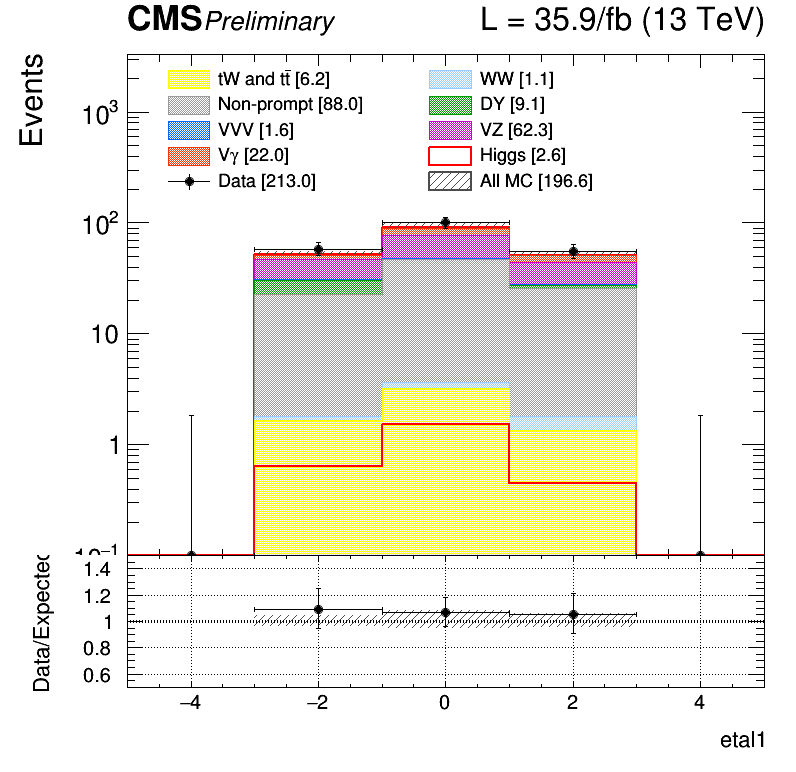 CMS Preliminary L = 35.9/fb (13 TeV)
Events
tW and tt̄ [6.2] WW [1.1]
Non-prompt [88.0] DY [9.1]
VVV [1.6] VZ [62.3]
Vγ [22.0] Higgs [2.6]
Data [213.0] All MC [196.6]
10³
10²
10
1
Data/Expected
1.4
1.2
1
0.8
0.6
−4 −2 0 2 4
etal1